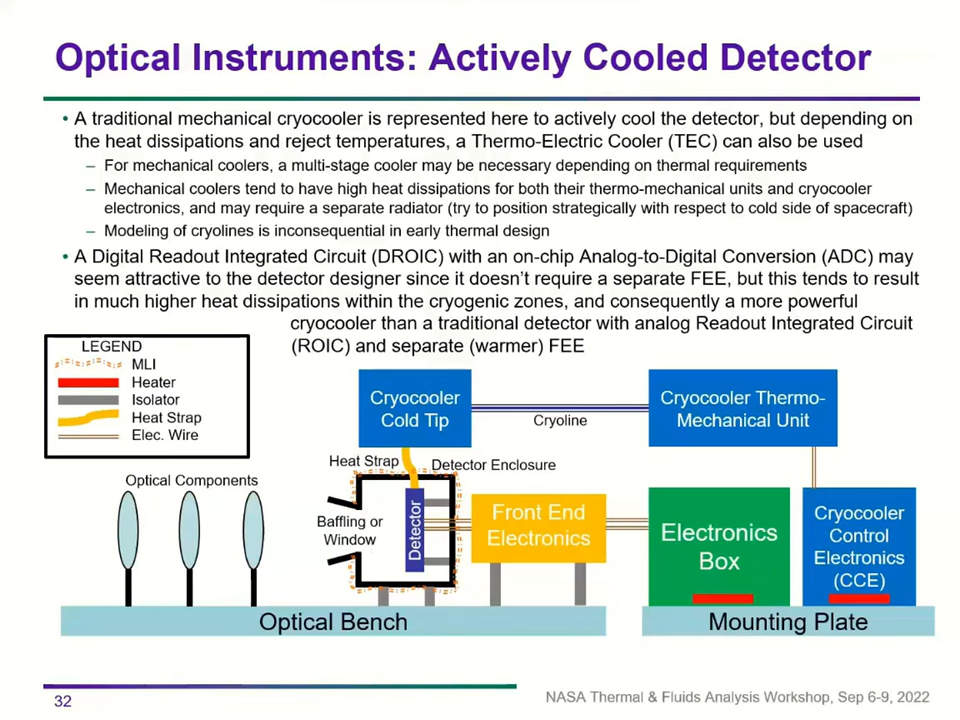 Optical Instruments: Actively Cooled Detector
• A traditional mechanical cryocooler is represented here to actively cool the detector, but depending on
the heat dissipations and reject temperatures, a Thermo-Electric Cooler (TEC) can also be used
– For mechanical coolers, a multi-stage cooler may be necessary depending on thermal requirements
– Mechanical coolers tend to have high heat dissipations for both their thermo-mechanical units and cryocooler
electronics, and may require a separate radiator (try to position strategically with respect to cold side of spacecraft)
– Modeling of cryolines is inconsequential in early thermal design
• A Digital Readout Integrated Circuit (DROIC) with an on-chip Analog-to-Digital Conversion (ADC) may
seem attractive to the detector designer since it doesn't require a separate FEE, but this tends to result
in much higher heat dissipations within the cryogenic zones, and consequently a more powerful
cryocooler than a traditional detector with analog Readout Integrated Circuit
(ROIC) and separate (warmer) FEE
LEGEND
MLI
Heater
Isolator
Heat Strap
Elec. Wire
Cryocooler
Cold Tip
Cryoline
Cryocooler Thermo-
Mechanical Unit
Heat Strap
Detector Enclosure
Optical Components
Baffling or
Window
Detector
Front End
Electronics
Electronics
Box
Cryocooler
Control
Electronics
(CCE)
Optical Bench
Mounting Plate
32
NASA Thermal & Fluids Analysis Workshop, Sep 6-9, 2022